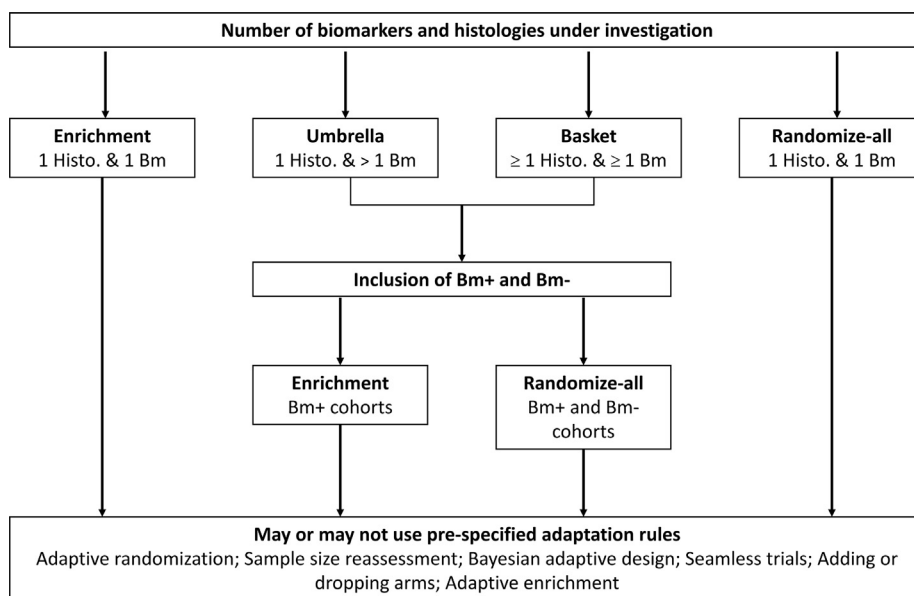 Number of biomarkers and histologies under investigation
Enrichment
1 Histo. & 1 Bm
Umbrella
1 Histo. & > 1 Bm
Basket
≥ 1 Histo. & ≥ 1 Bm
Randomize-all
1 Histo. & 1 Bm
Inclusion of Bm+ and Bm-
Enrichment
Bm+ cohorts
Randomize-all
Bm+ and Bm-
cohorts
May or may not use pre-specified adaptation rules
Adaptive randomization; Sample size reassessment; Bayesian adaptive design; Seamless trials; Adding or
dropping arms; Adaptive enrichment